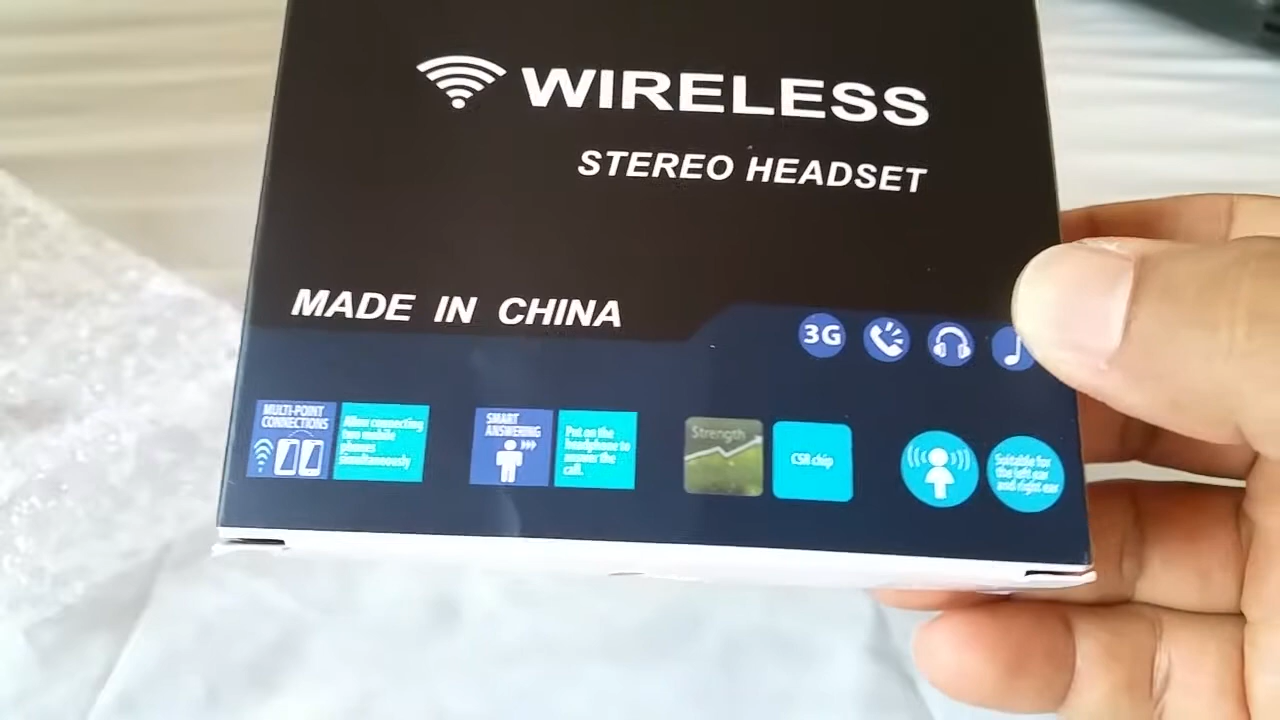 WIRELESS
STEREO HEADSET
MADE IN CHINA
3G
MULTI-POINT
CONNECTIONS
Allow connecting
two mobile
phones
simultaneously
SMART
ANSWERING
Put on the
headphone to
answer the
call.
Strength
CSR chip
Suitable for
the left ear
and right ear